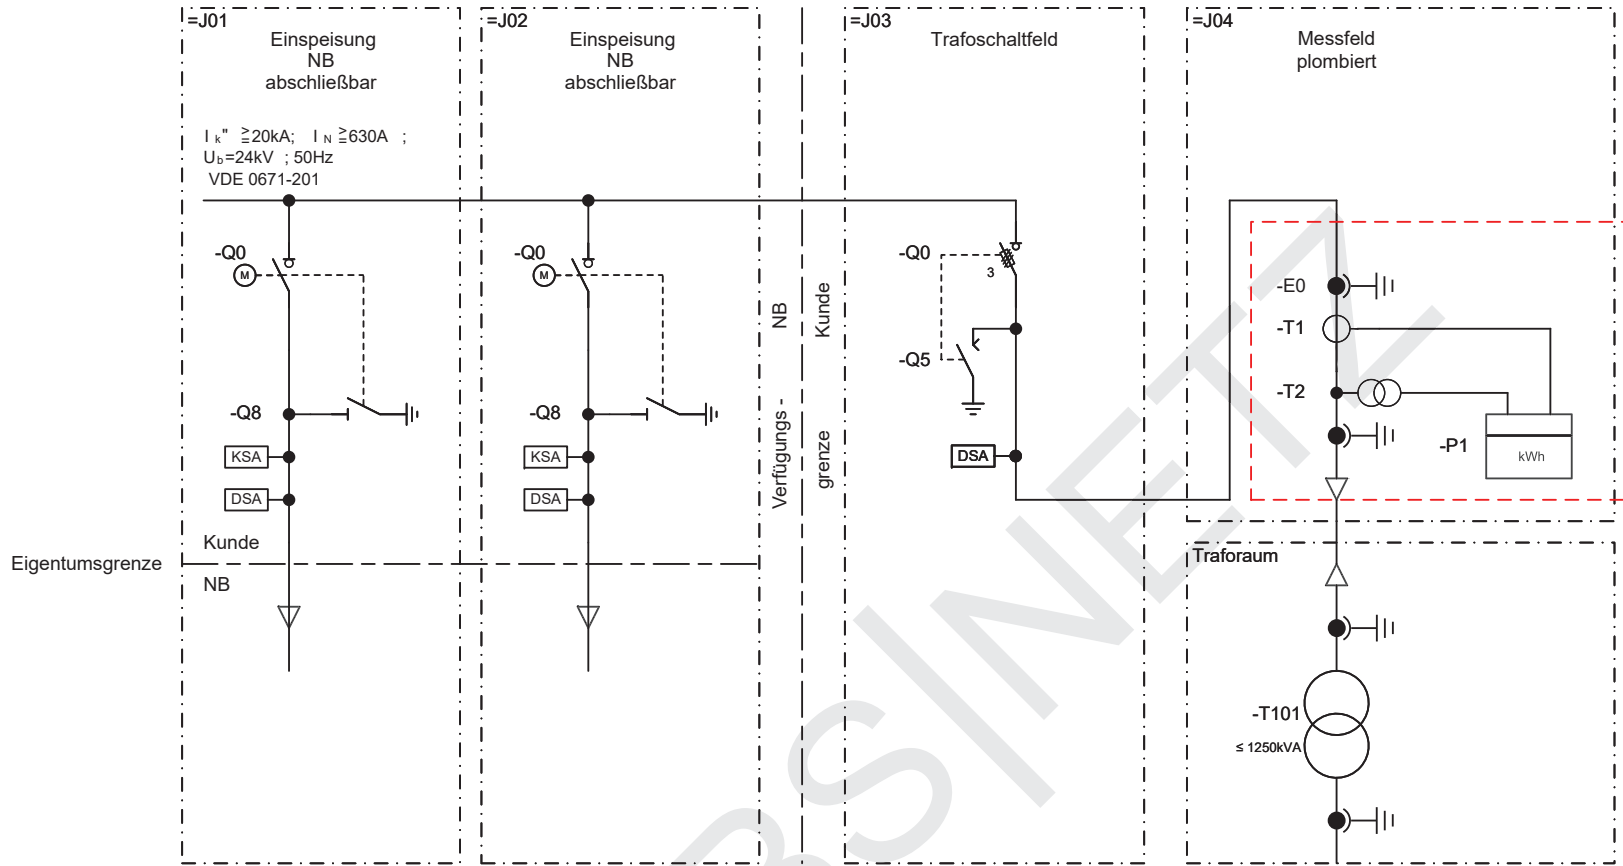 =J01
Einspeisung
NB
abschließbar
I k" ≧20kA; I N ≧630A ;
Ub=24kV ; 50Hz
VDE 0671-201
-Q0
M
-Q8
KSA
DSA
Kunde
Eigentumsgrenze
NB
=J02
Einspeisung
NB
abschließbar
-Q0
M
-Q8
KSA
DSA
Verfügungs - NB
grenze Kunde
=J03
Trafoschaltfeld
-Q0
3
-Q5
DSA
=J04
Messfeld
plombiert
-E0
-T1
-T2
-P1
kWh
Traforaum
-T101
≤ 1250kVA
BS|NETZ